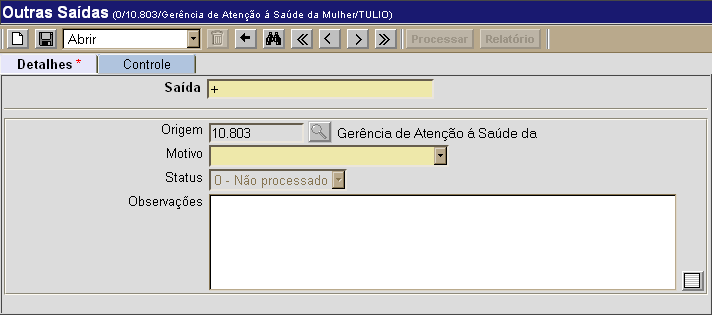 Outras Saídas (0/10.803/Gerência de Atenção á Saúde da Mulher/TULIO)
Abrir Processar Relatório
Detalhes * Controle
Saída +
Origem 10.803 Gerência de Atenção á Saúde da
Motivo
Status 0 - Não processado
Observações